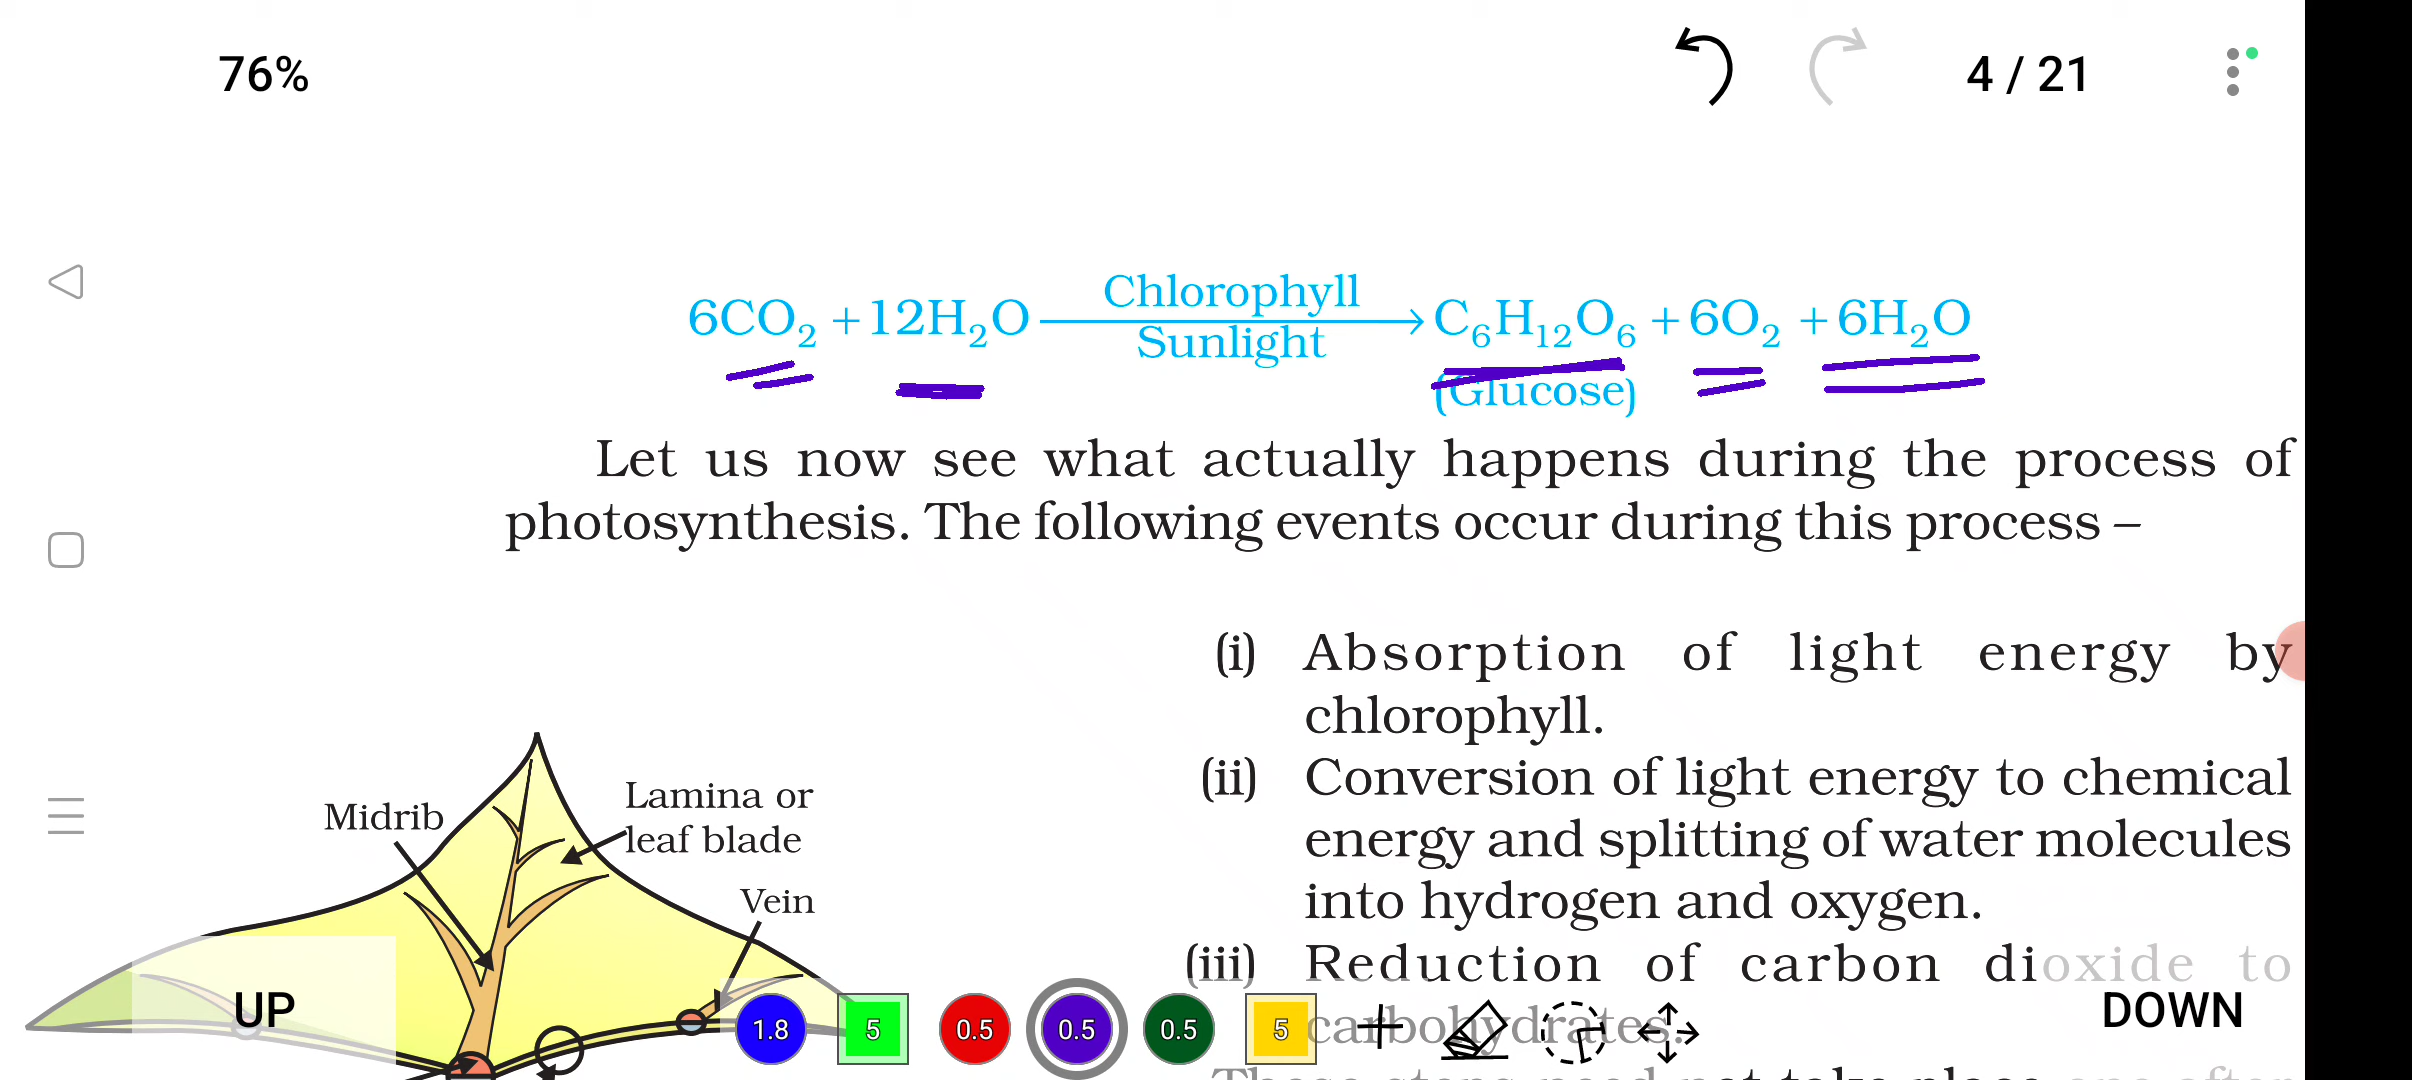 76%
4 / 21
6CO2 +12H2O Chlorophyll Sunlight → C6H12O6 +6O2 +6H2O
(Glucose)
Let us now see what actually happens during the process of
photosynthesis. The following events occur during this process –
(i) Absorption of light energy by
chlorophyll.
(ii) Conversion of light energy to chemical
energy and splitting of water molecules
into hydrogen and oxygen.
(iii) Reduction of carbon dioxide to
carbohydrates.
Midrib
Lamina or
leaf blade
Vein
UP
1.8 5 0.5 0.5 0.5 5
DOWN